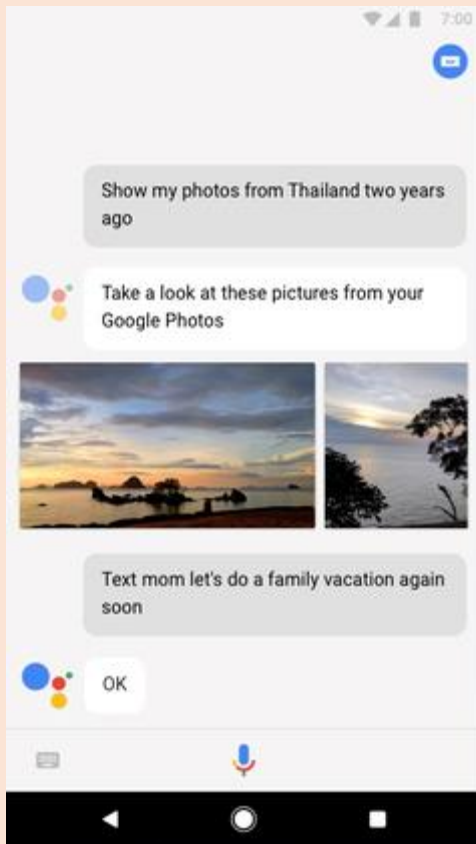 7:00
Show my photos from Thailand two years
ago
Take a look at these pictures from your
Google Photos
Text mom let's do a family vacation again
soon
OK